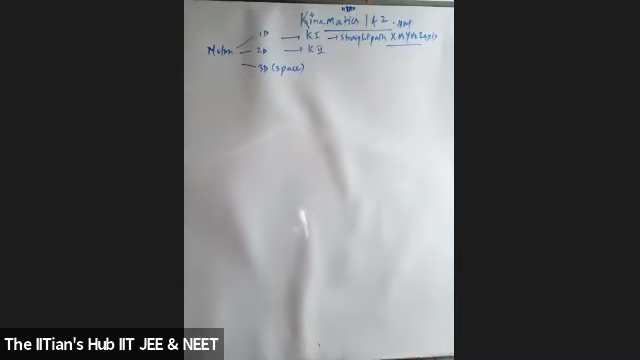 Kinematics 1 & 2
Motion
1D → K I → straight path X or Y or Z axis
2D → K II
3D (space)
The IITian's Hub IIT JEE & NEET